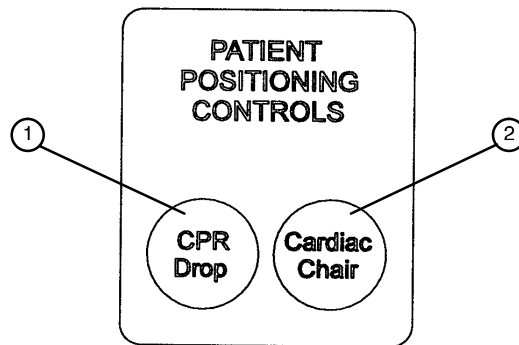 PATIENT
POSITIONING
CONTROLS
1
2
CPR
Drop
Cardiac
Chair